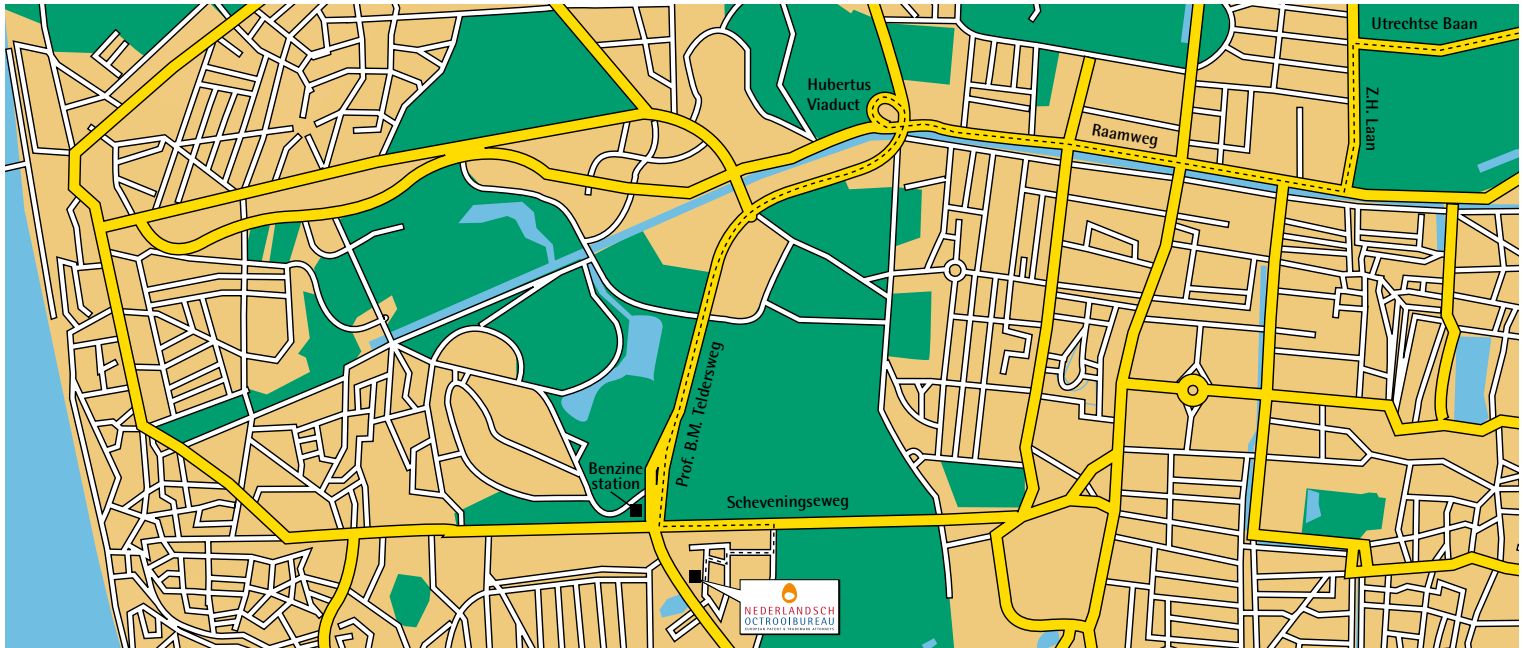 Utrechtse Baan
Hubertus
Viaduct
Z.H. Laan
Raamweg
Prof. B.M. Teldersweg
Benzine
station
Scheveningseweg
NEDERLANDSCH
OCTROOIBUREAU
EUROPEAN PATENT & TRADEMARK ATTORNEYS